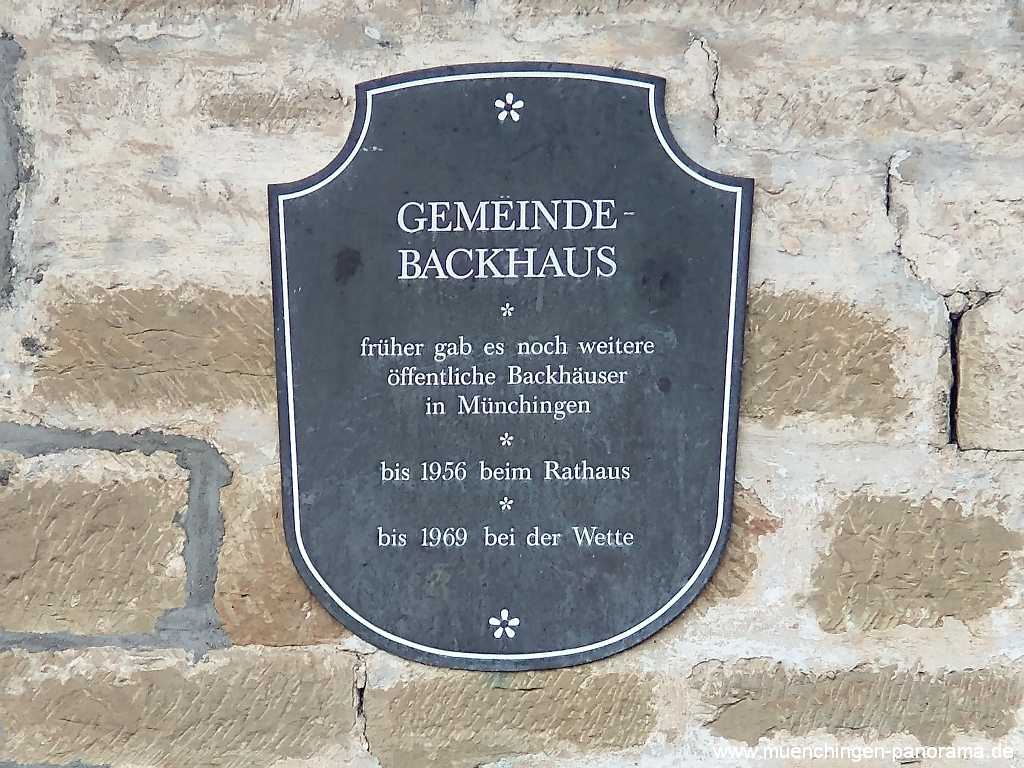 GEMEINDE-
BACKHAUS
*
früher gab es noch weitere
öffentliche Backhäuser
in Münchingen
*
bis 1956 beim Rathaus
*
bis 1969 bei der Wette
www.muenchingen-panorama.de